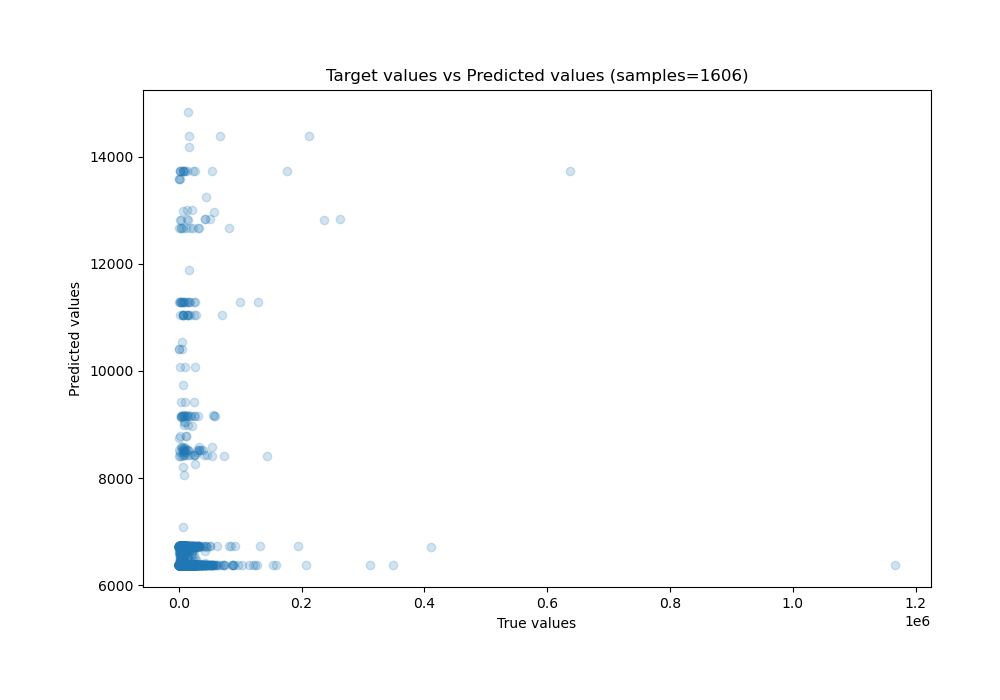 Target values vs Predicted values (samples=1606)
14000
12000
10000
8000
6000
Predicted values
0.0 0.2 0.4 0.6 0.8 1.0 1.2
1e6
True values